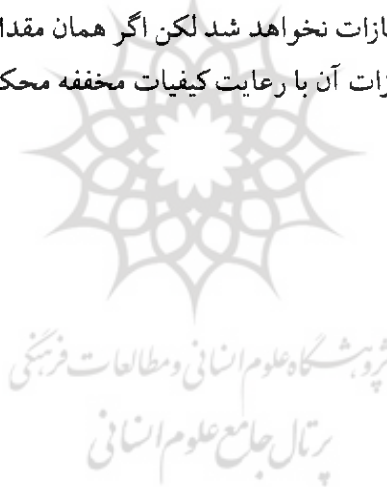 زات نخواهد شد لکن اگر همان مقدا
زات آن با رعایت کیفیات مخففه محک
پژوهشگاه علوم انسانی و مطالعات فرهنگی
پرتال جامع علوم انسانی